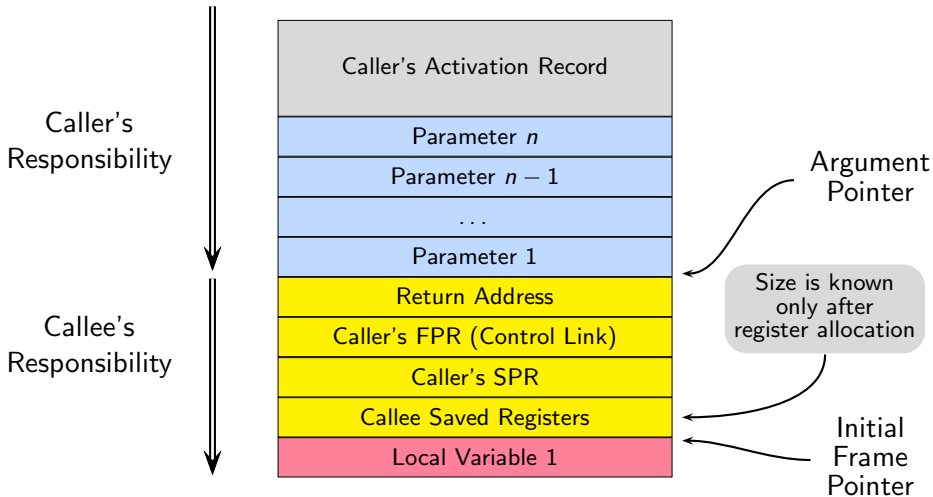 Caller's Activation Record
Caller's
Responsibility
Parameter n
Parameter n − 1
. . .
Parameter 1
Argument
Pointer
Return Address
Caller's FPR (Control Link)
Caller's SPR
Callee Saved Registers
Local Variable 1
Callee's
Responsibility
Size is known
only after
register allocation
Initial
Frame
Pointer